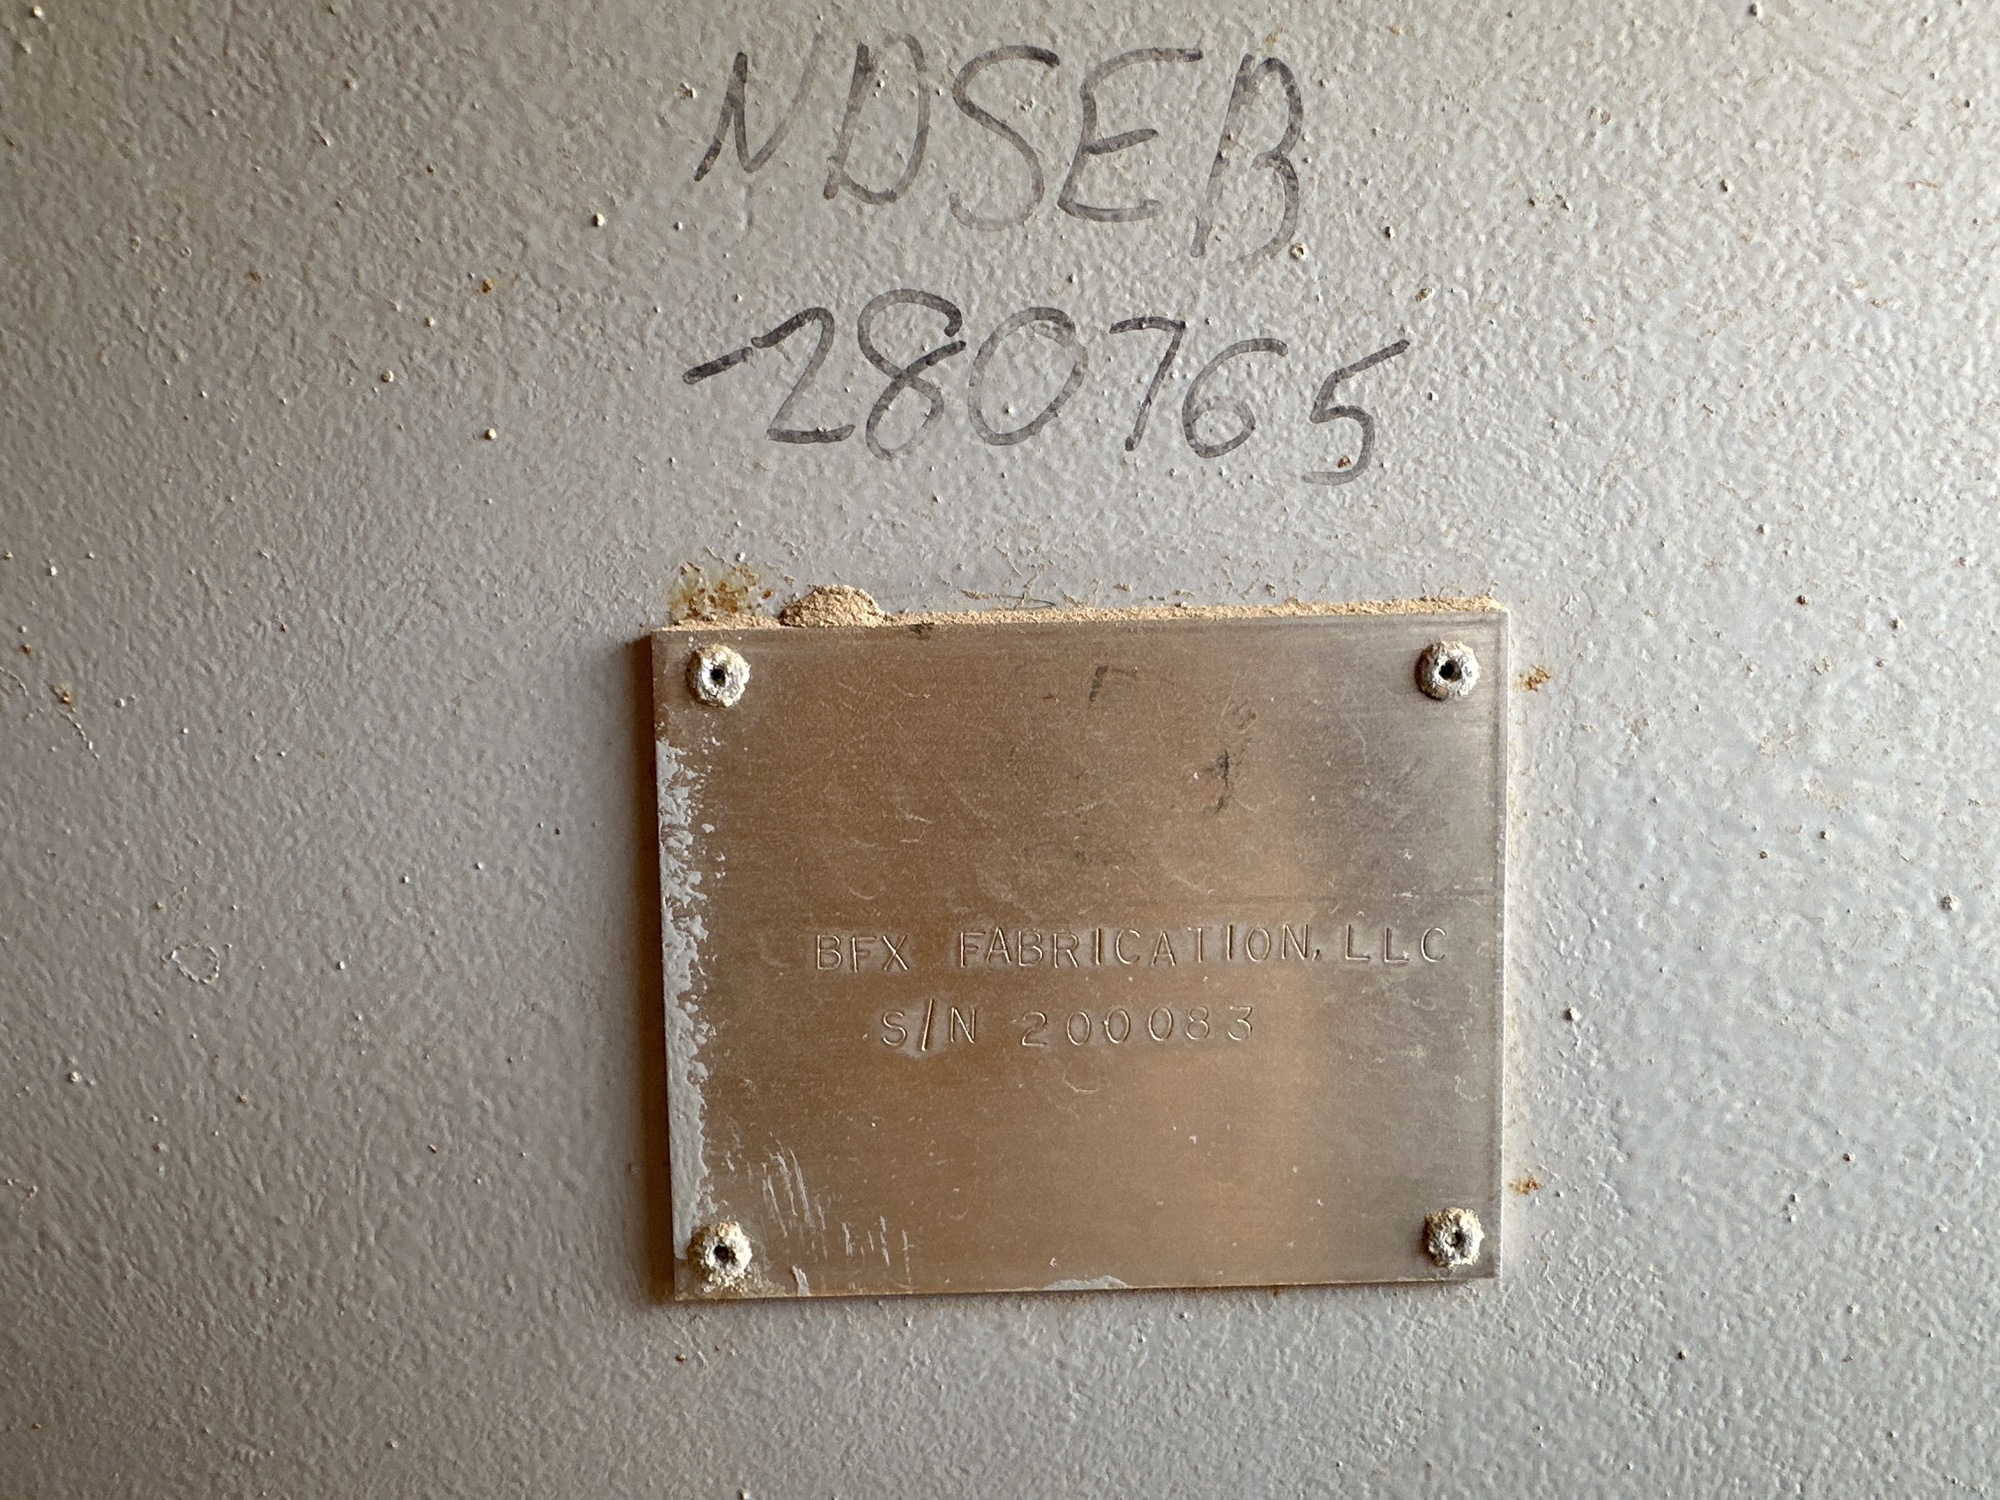 NDSEB
-280765
BFX FABRICATION, LLC
S/N 200083